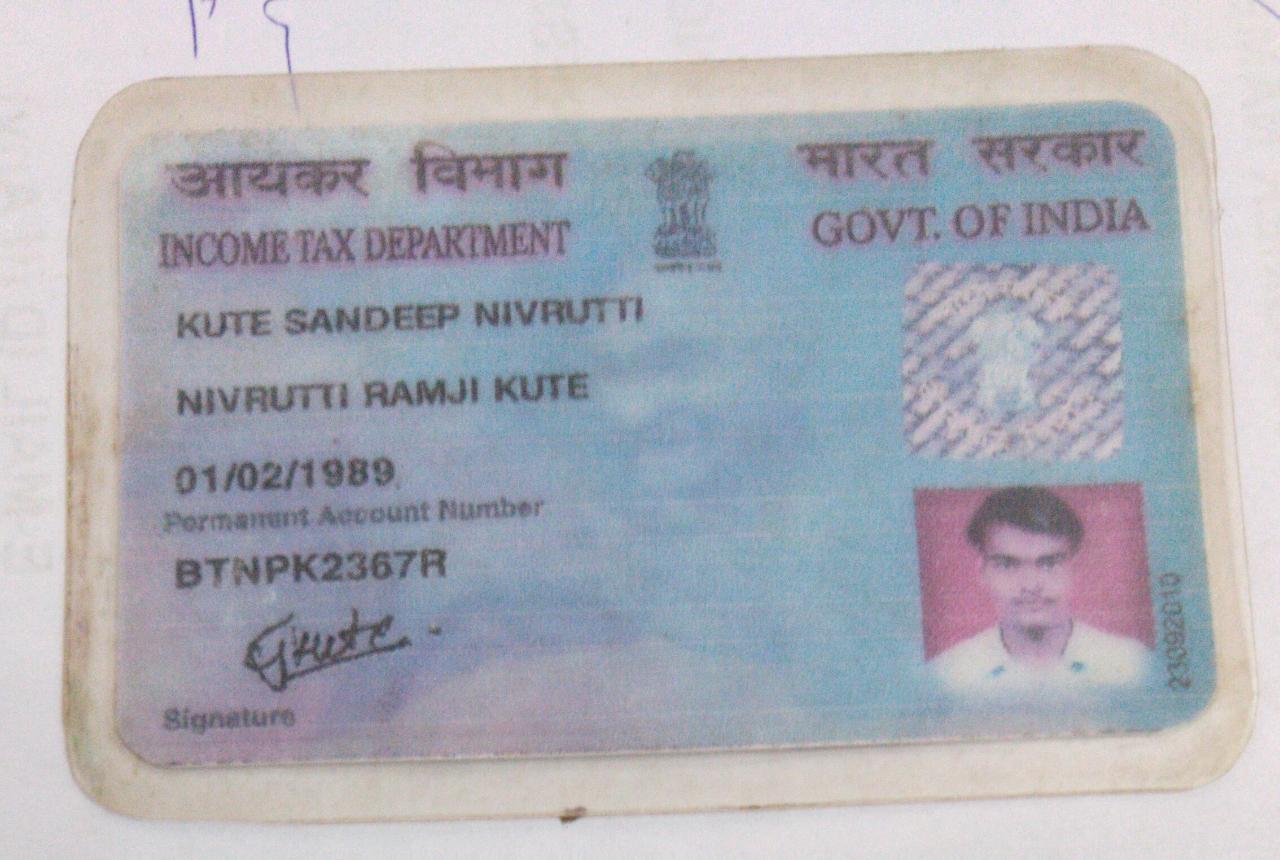 आयकर विभाग
भारत सरकार
INCOME TAX DEPARTMENT
GOVT. OF INDIA
KUTE SANDEEP NIVRUTTI
NIVRUTTI RAMJI KUTE
01/02/1989
Permanent Account Number
BTNPK2367R
Signature
23092010